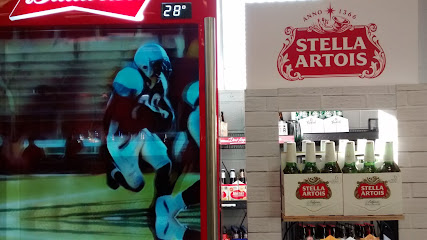 28°
ANNO 1366
STELLA
ARTOIS
STELLA ARTOIS
STELLA ARTOIS